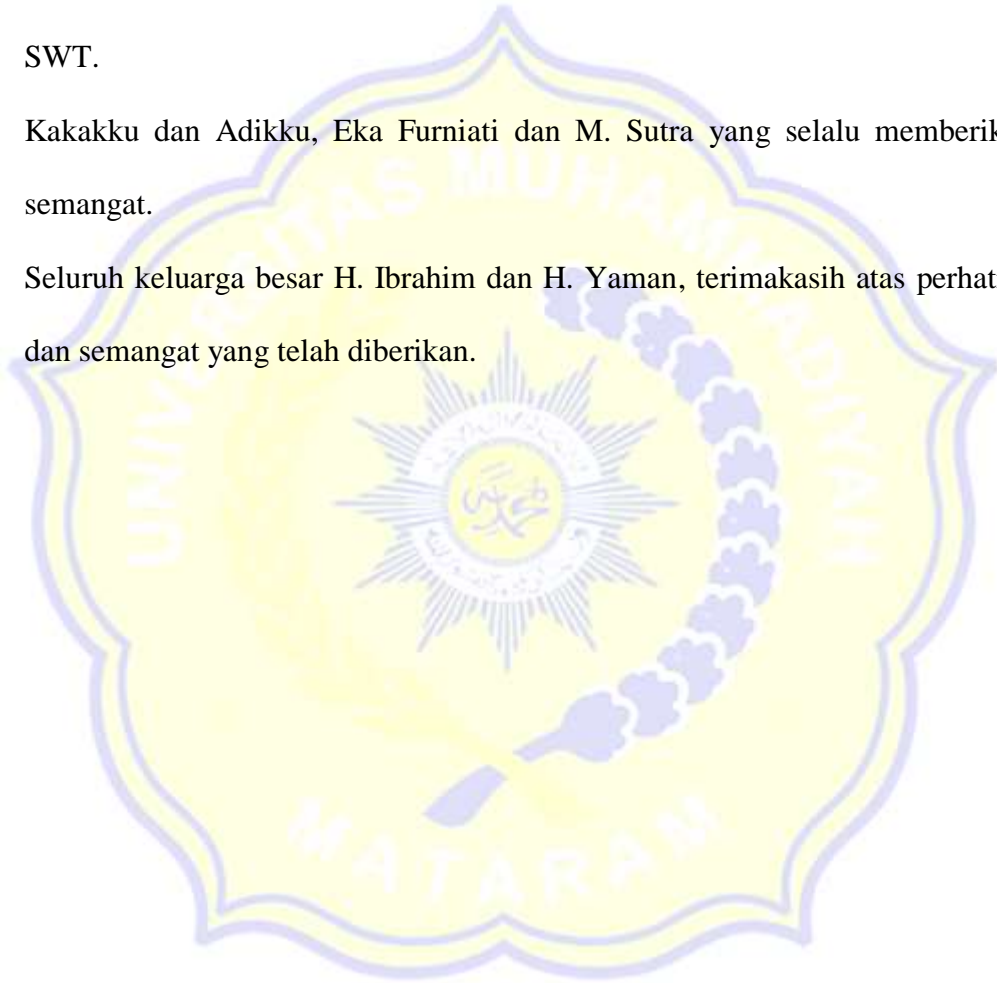 SWT.
Kakakku dan Adikku, Eka Furniati dan M. Sutra yang selalu memberik
semangat.
Seluruh keluarga besar H. Ibrahim dan H. Yaman, terimakasih atas perhat
dan semangat yang telah diberikan.
UNIVERSITAS MUHAMMADIYAH
MATARAM